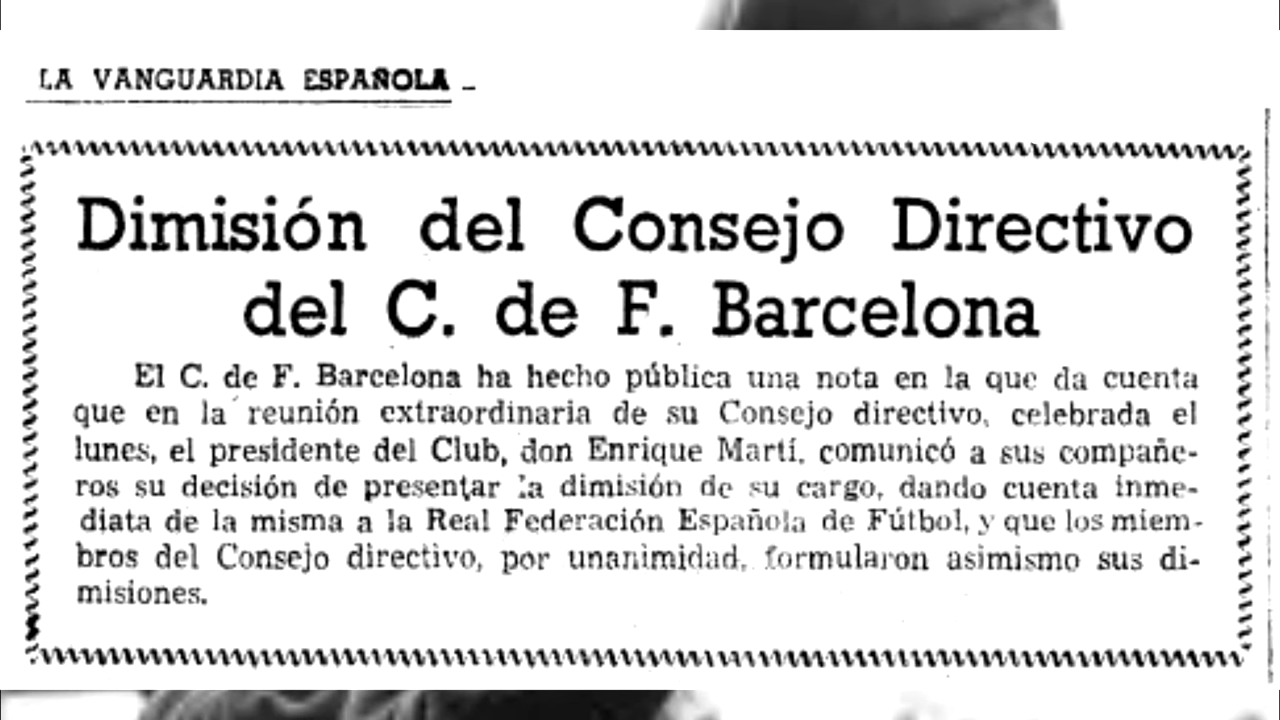 LA VANGUARDIA ESPAÑOLA –
Dimisión del Consejo Directivo
del C. de F. Barcelona
El C. de F. Barcelona ha hecho pública una nota en la que da cuenta
que en la reunión extraordinaria de su Consejo directivo, celebrada el
lunes, el presidente del Club, don Enrique Martí, comunicó a sus compañe-
ros su decisión de presentar la dimisión de su cargo, dando cuenta inme-
diata de la misma a la Real Federación Española de Fútbol, y que los miem-
bros del Consejo directivo, por unanimidad, formularon asimismo sus di-
misiones.